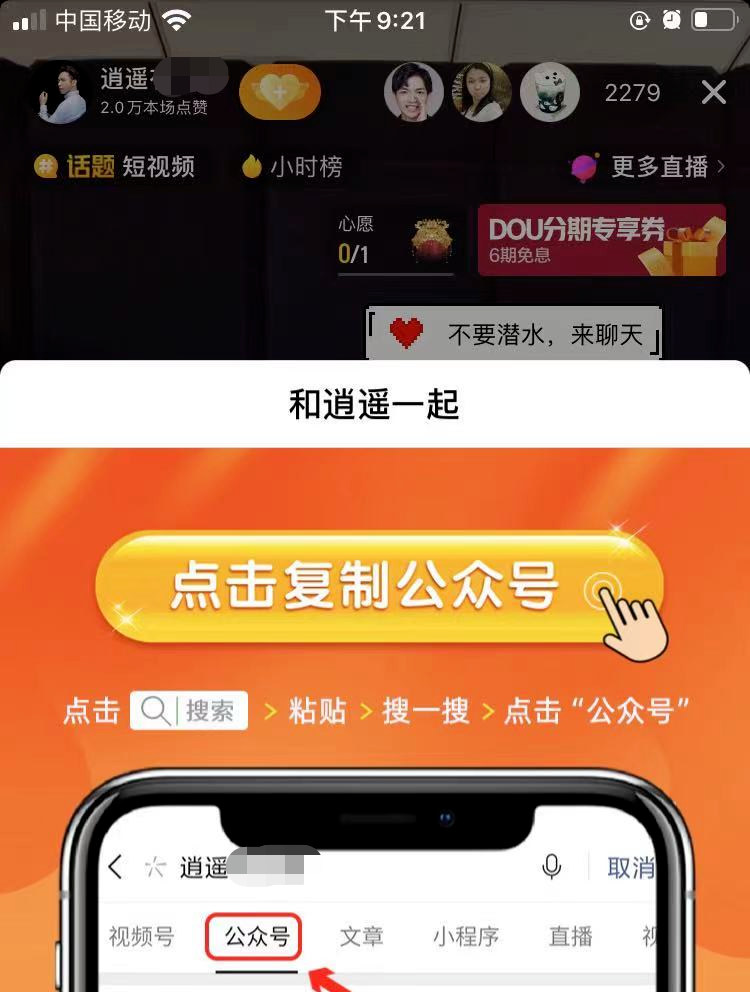 中国移动 下午9:21
逍遥
2.0万本场点赞
2279
话题 短视频 小时榜 更多直播
心愿
0/1
DOU分期专享券
6期免息
不要潜水，来聊天
和逍遥一起
点击复制公众号
点击 搜索 > 粘贴 > 搜一搜 > 点击“公众号”
逍遥 取消
视频号 公众号 文章 小程序 直播